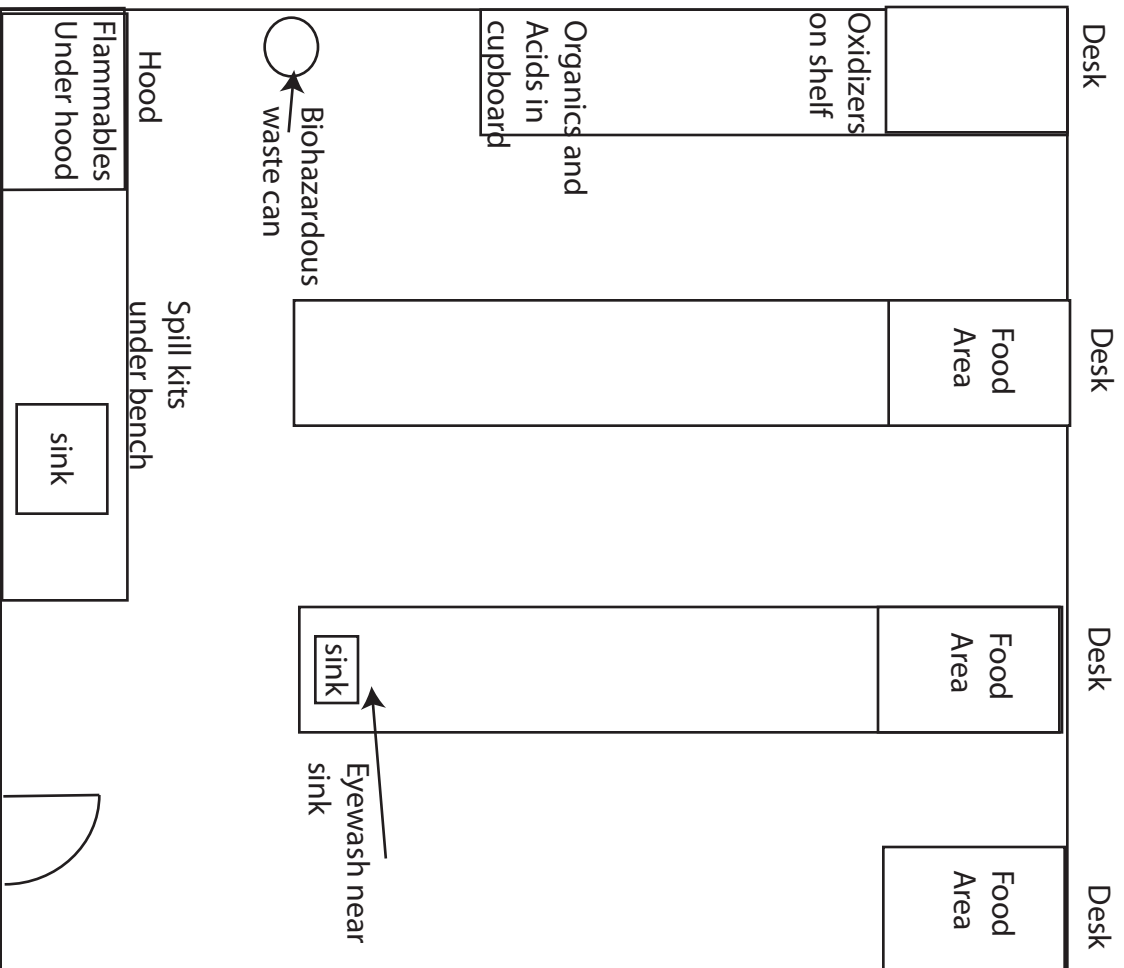 Desk
Desk
Desk
Desk
Oxidizers
on shelf
Food
Area
Food
Area
Food
Area
Organics and
Acids in
cupboard
Biohazardous
waste can
Eyewash near
sink
sink
Hood
Flammables
Under hood
Spill kits
under bench
sink